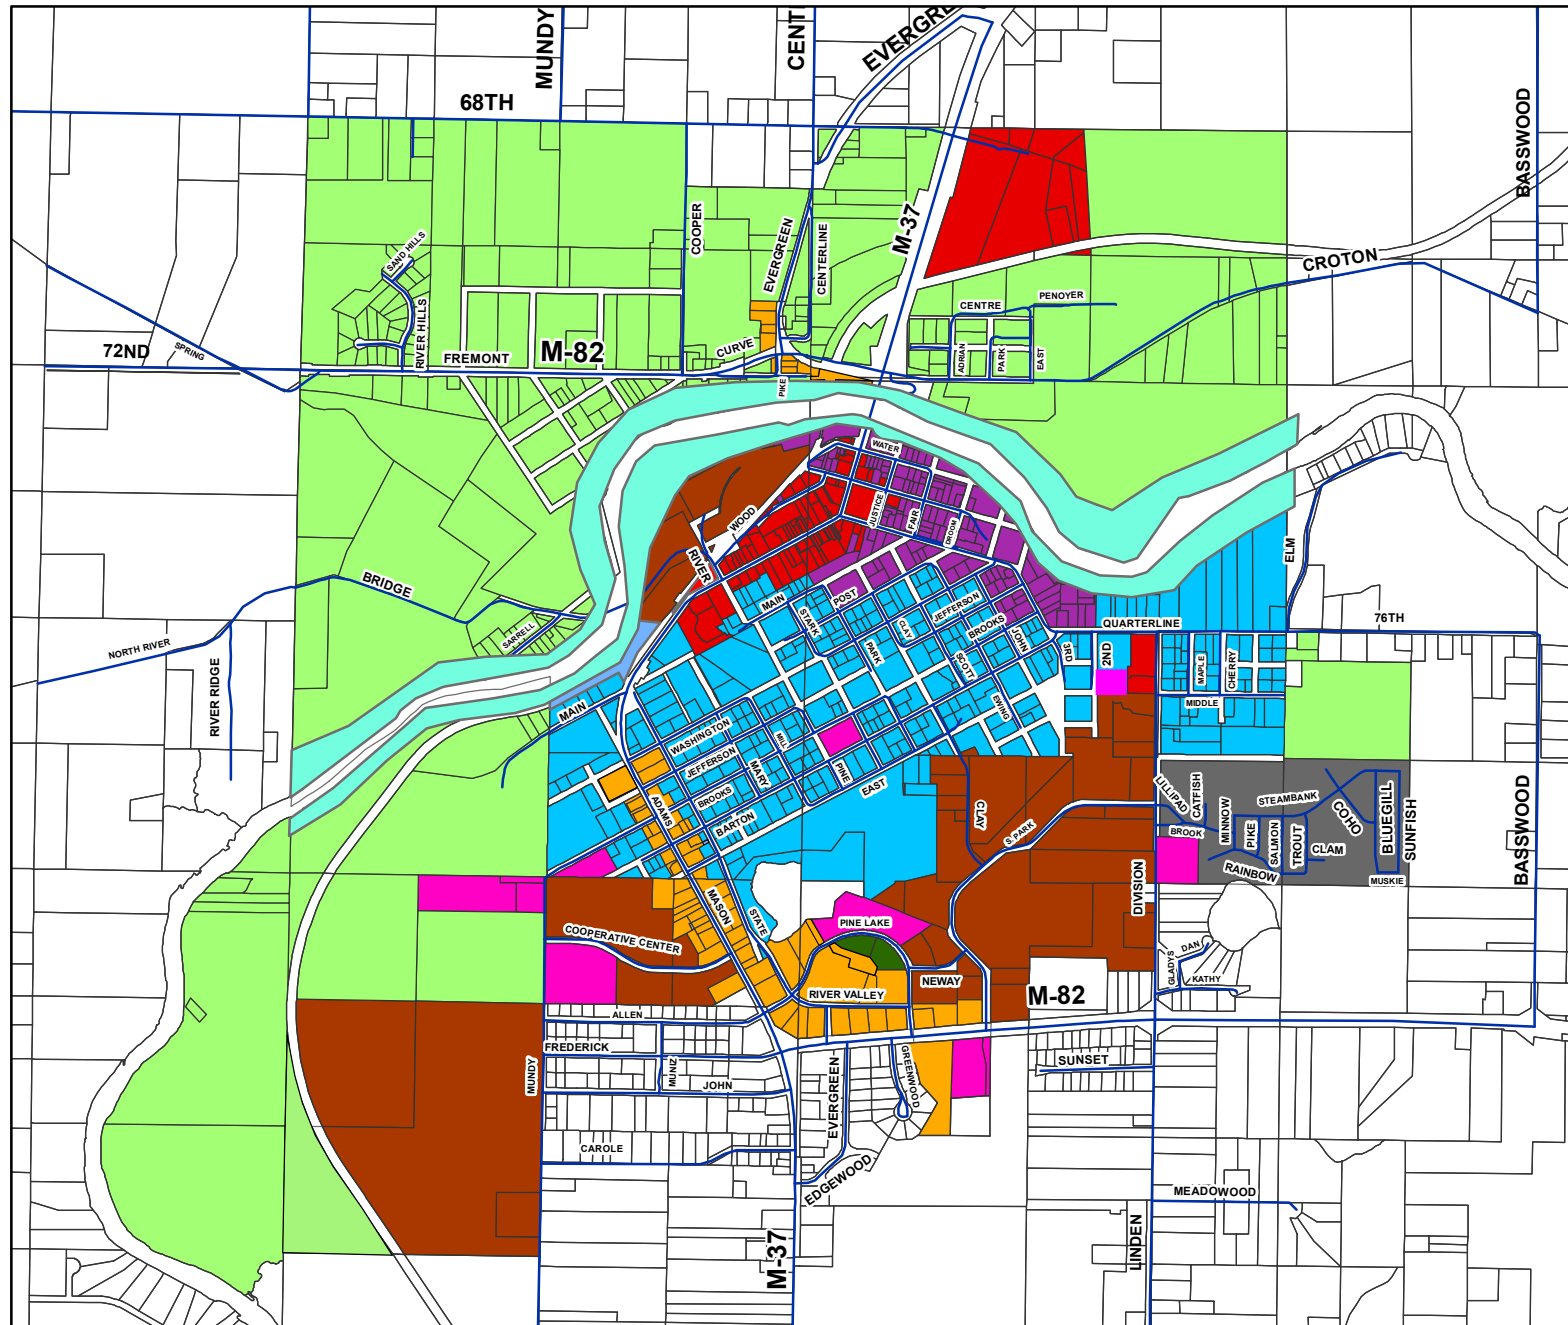 MUNDY
CENT
EVERGRE
68TH
BASSWOOD
COOPER
EVERGREEN
CENTERLINE
M-37
SAND HILLS
CROTON
PENOYER
CENTRE
RIVER HILLS
72ND
SPRING
FREMONT
M-82
CURVE
ADRIAN
PARK
EAST
PIKE
WATER
JUSTICE
FAIR
DROOM
WOOD
RIVER
ELM
BRIDGE
MAIN
POST
STARK
CLAY
JEFFERSON
BROOKS
JOHN
QUARTERLINE
76TH
SARRELL
NORTH RIVER
RIVER RIDGE
PARK
SCOTT
3RD
2ND
MAPLE
CHERRY
MIDDLE
EWING
MAIN
WASHINGTON
JEFFERSON
MILL
MARY
PINE
EAST
BROOKS
BARTON
ADAMS
CLAY
S. PARK
LILLIPAD
CATFISH
MINNOW
BROOK
PIKE
SALMON
TROUT
STEAMBANK
COHO
CLAM
BLUEGILL
SUNFISH
RAINBOW
MUSKIE
BASSWOOD
DIVISION
MASON
STATE
PINE LAKE
COOPERATIVE CENTER
DAN
GLADYS
KATHY
NEWAY
RIVER VALLEY
M-82
ALLEN
FREDERICK
MUNIZ
JOHN
MUNDY
EVERGREEN
GREENWOOD
SUNSET
CAROLE
EDGEWOOD
MEADOWOOD
M-37
LINDEN